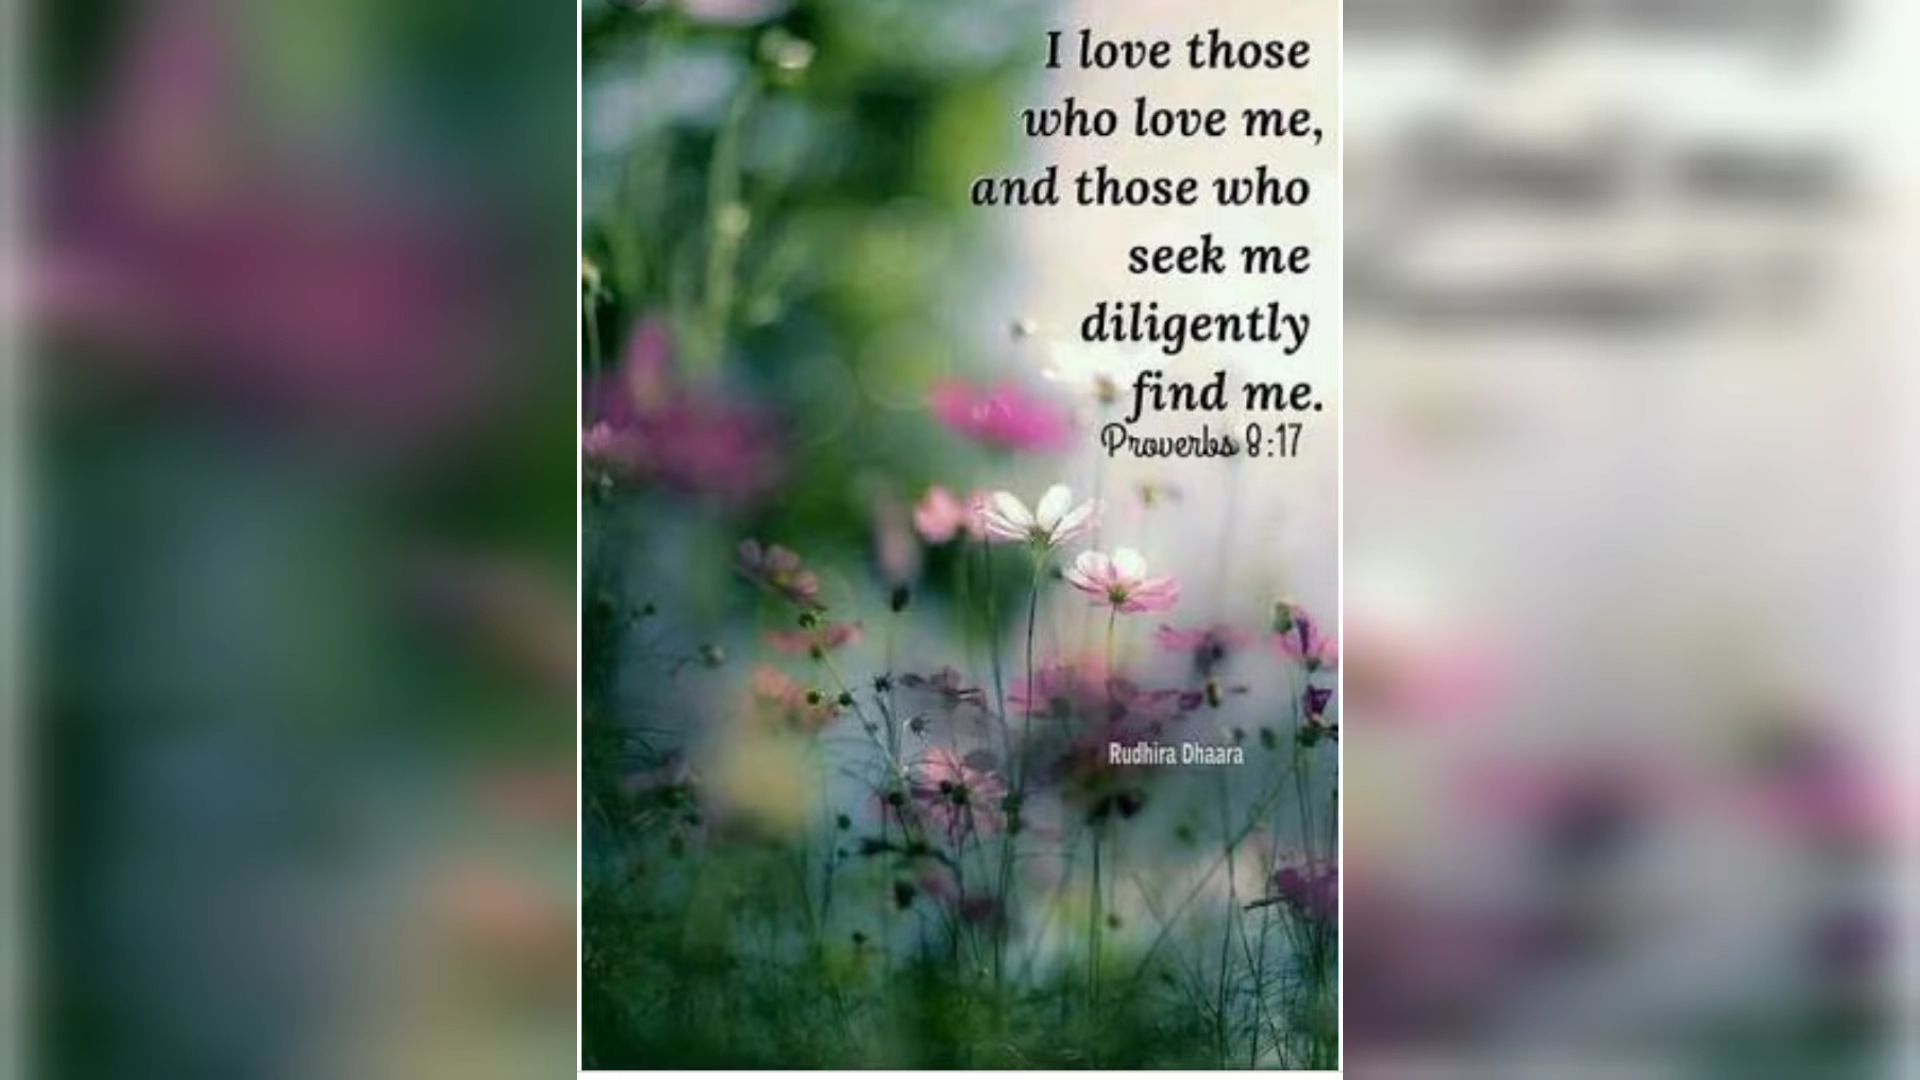 I love those
who love me,
and those who
seek me
diligently
find me.
Proverbs 8:17
Rudhira Dhaara